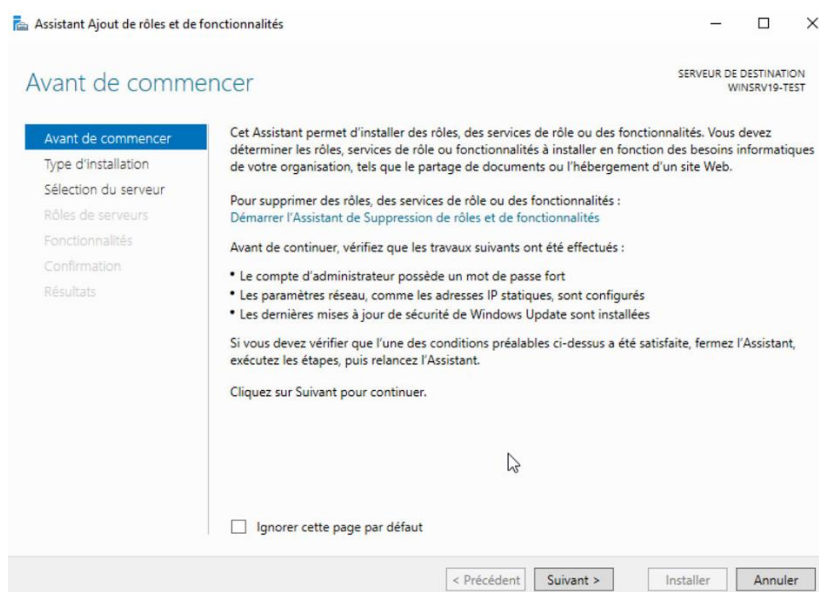 Assistant Ajout de rôles et de fonctionnalités
Avant de commencer
SERVEUR DE DESTINATION
WINSRV19-TEST
Avant de commencer
Type d'installation
Sélection du serveur
Rôles de serveurs
Fonctionnalités
Confirmation
Résultats
Cet Assistant permet d'installer des rôles, des services de rôle ou des fonctionnalités. Vous devez
déterminer les rôles, services de rôle ou fonctionnalités à installer en fonction des besoins informatiques
de votre organisation, tels que le partage de documents ou l'hébergement d'un site Web.
Pour supprimer des rôles, des services de rôle ou des fonctionnalités :
Démarrer l'Assistant de Suppression de rôles et de fonctionnalités
Avant de continuer, vérifiez que les travaux suivants ont été effectués :
• Le compte d'administrateur possède un mot de passe fort
• Les paramètres réseau, comme les adresses IP statiques, sont configurés
• Les dernières mises à jour de sécurité de Windows Update sont installées
Si vous devez vérifier que l'une des conditions préalables ci-dessus a été satisfaite, fermez l'Assistant,
exécutez les étapes, puis relancez l'Assistant.
Cliquez sur Suivant pour continuer.
Ignorer cette page par défaut
< Précédent
Suivant >
Installer
Annuler